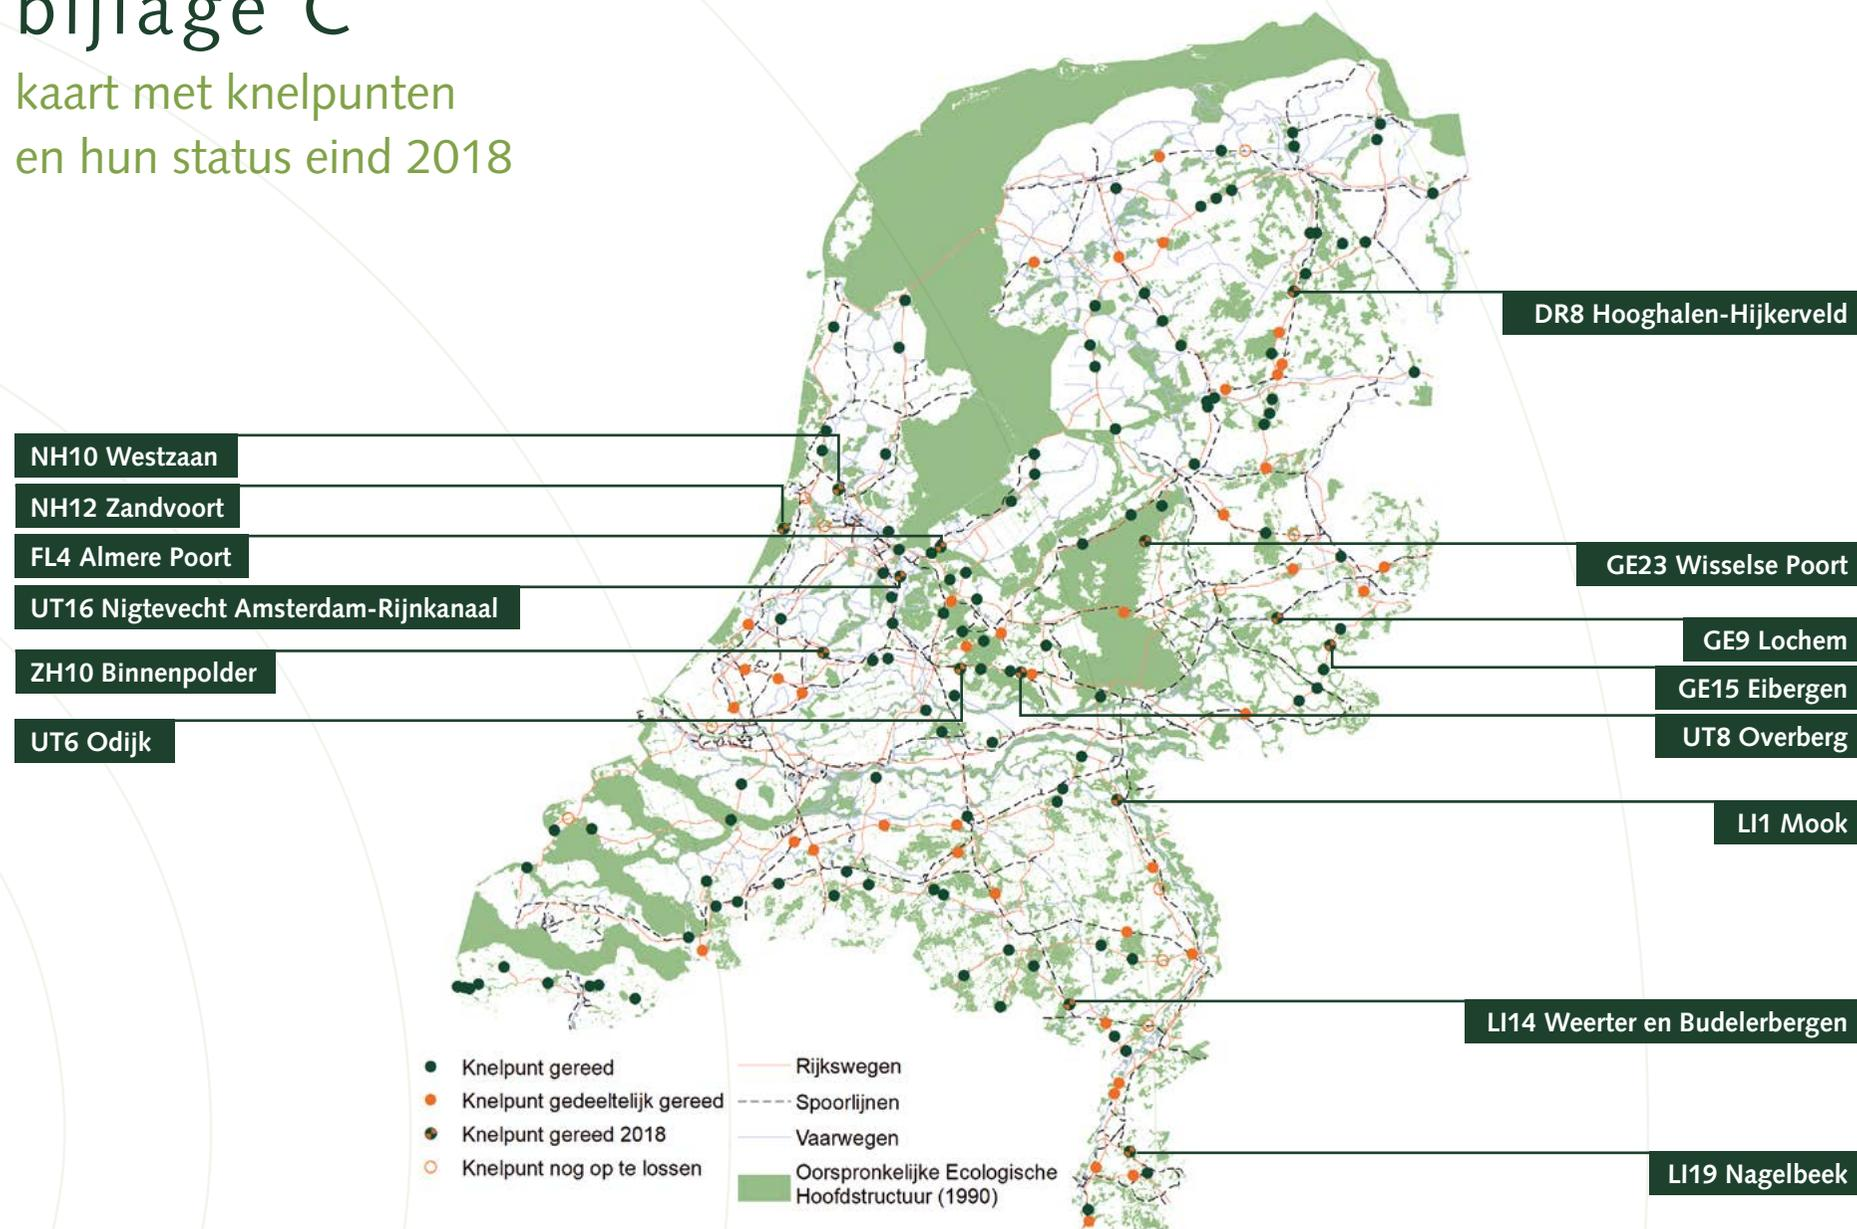 bijlage C
kaart met knelpunten
en hun status eind 2018
NH10 Westzaan
NH12 Zandvoort
FL4 Almere Poort
UT16 Nigtevecht Amsterdam-Rijnkanaal
ZH10 Binnenpolder
UT6 Odijk
DR8 Hooghalen-Hijkerveld
GE23 Wisselse Poort
GE9 Lochem
GE15 Eibergen
UT8 Overberg
LI1 Mook
LI14 Weerter en Budelerbergen
LI19 Nagelbeek
Knelpunt gereed
Knelpunt gedeeltelijk gereed
Knelpunt gereed 2018
Knelpunt nog op te lossen
Rijkswegen
Spoorlijnen
Vaarwegen
Oorspronkelijke Ecologische
Hoofdstructuur (1990)